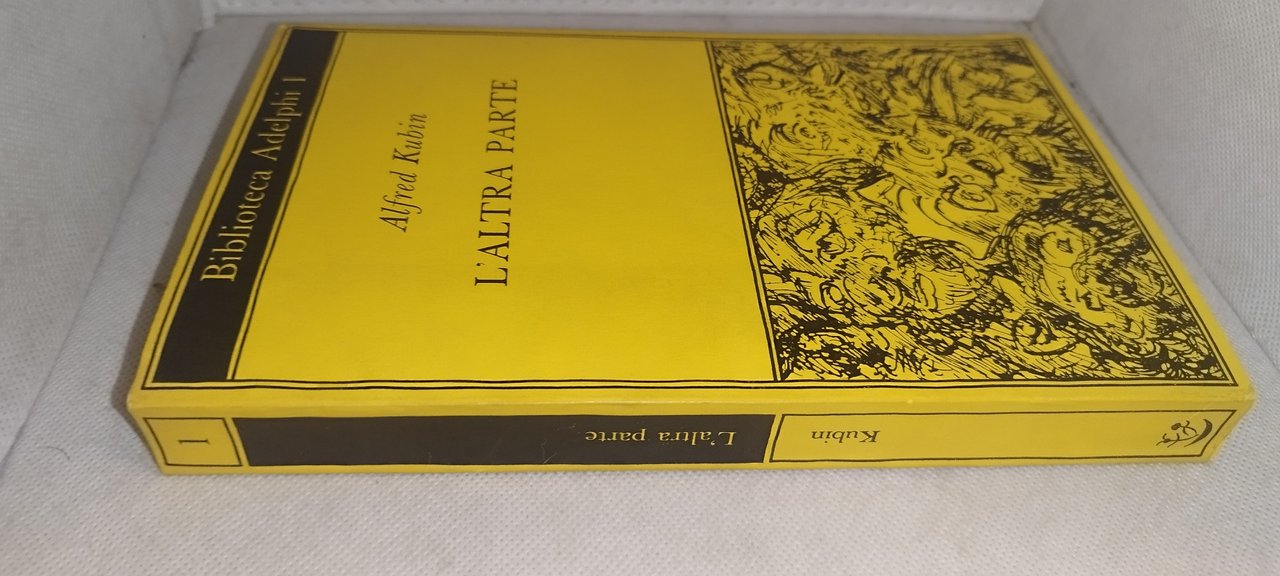 Biblioteca Adelphi 1
Alfred Kubin
L'ALTRA PARTE
Kubin
L'altra parte
1